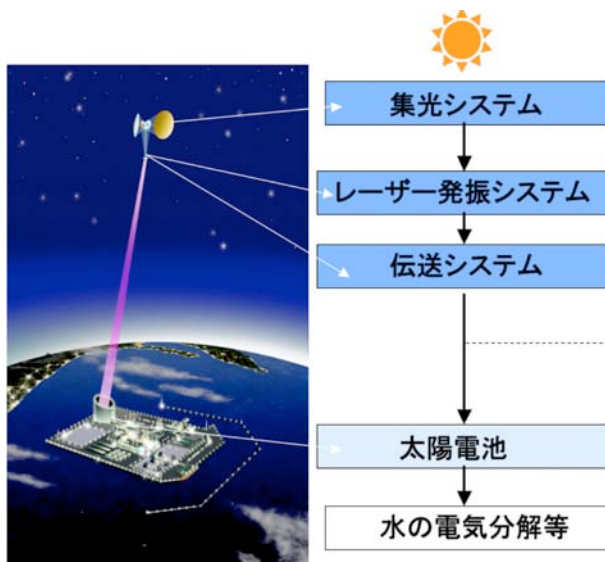 集光システム
レーザー発振システム
伝送システム
太陽電池
水の電気分解等